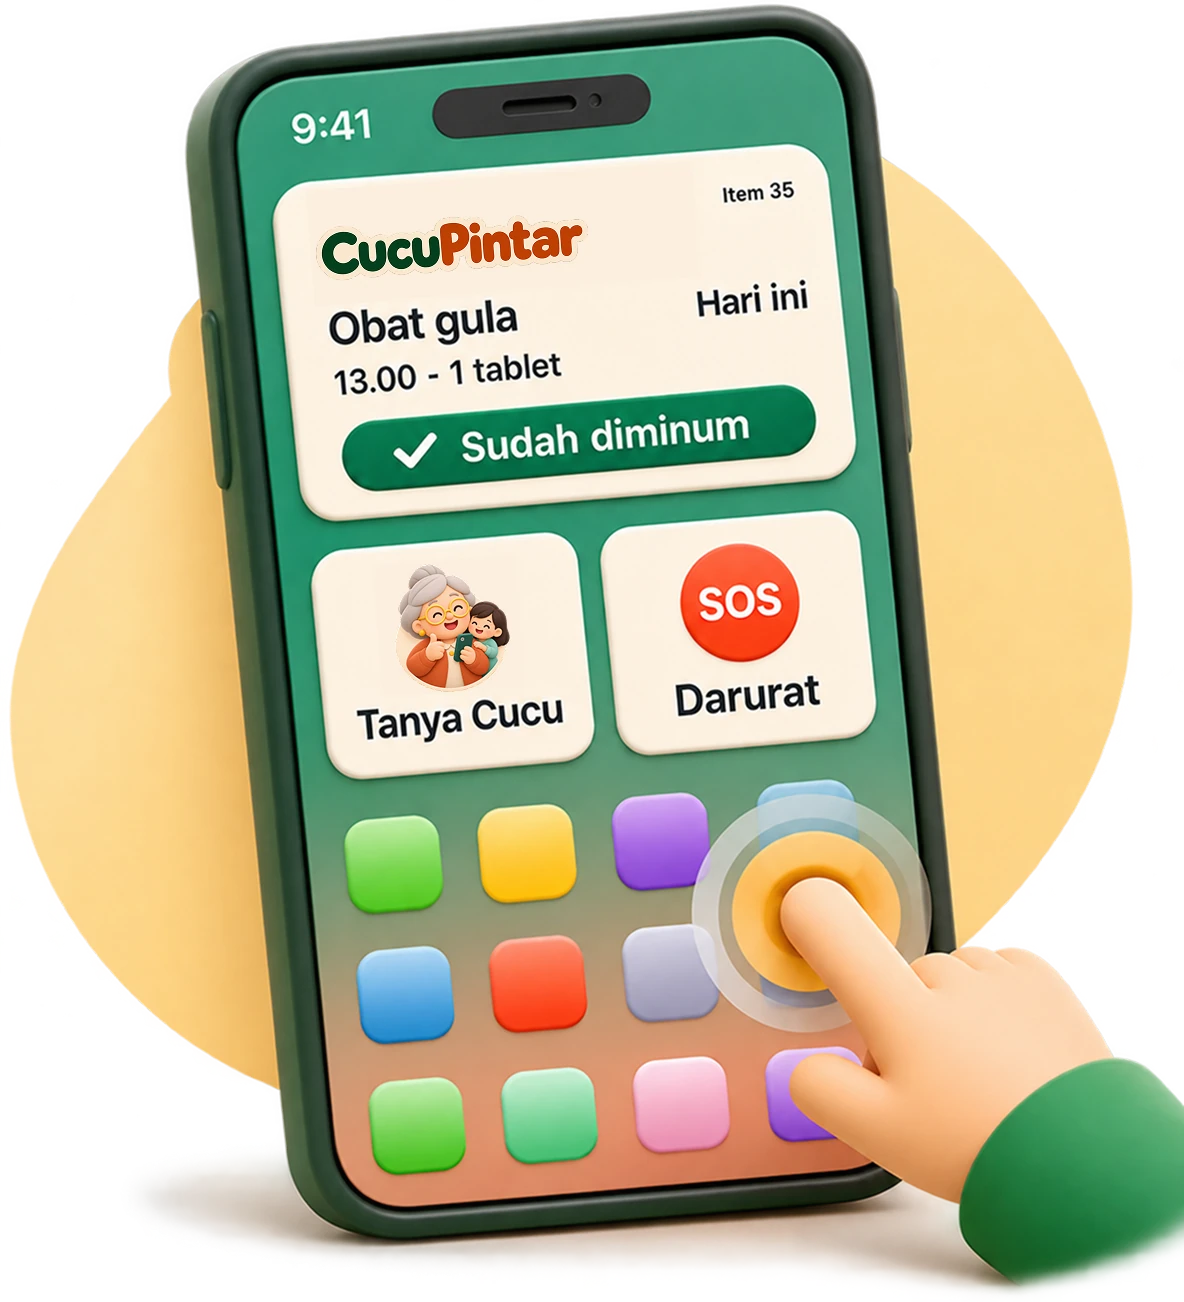 9:41
Item 35
CucuPintar
Obat gula
Hari ini
13.00 - 1 tablet
Sudah diminum
SOS
Tanya Cucu
Darurat